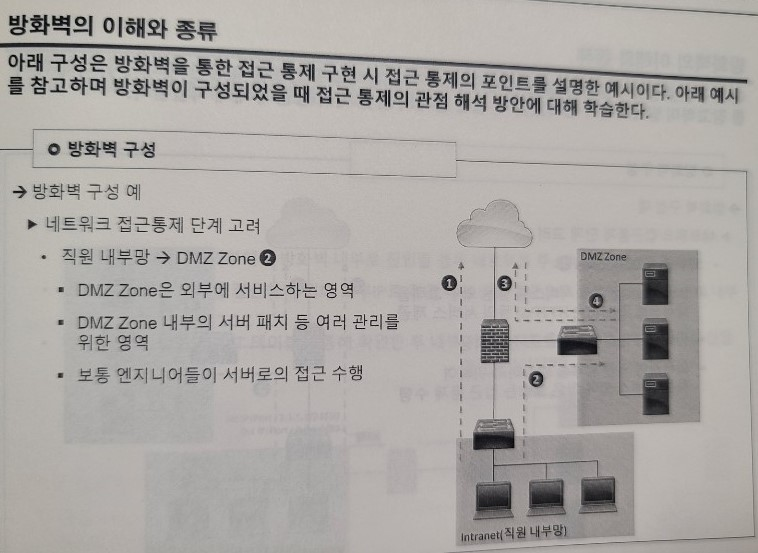 방화벽의 이해와 종류
아래 구성은 방화벽을 통한 접근 통제 구현 시 접근 통제의 포인트를 설명한 예시이다. 아래 예시
를 참고하며 방화벽이 구성되었을 때 접근 통제의 관점 해석 방안에 대해 학습한다.
방화벽 구성
→ 방화벽 구성 예
▶ 네트워크 접근통제 단계 고려
• 직원 내부망 → DMZ Zone ❷
▪ DMZ Zone은 외부에 서비스하는 영역
▪ DMZ Zone 내부의 서버 패치 등 여러 관리를
위한 영역
▪ 보통 엔지니어들이 서버로의 접근 수행
DMZ Zone
❶
❸
❹
❷
Intranet(직원 내부망)